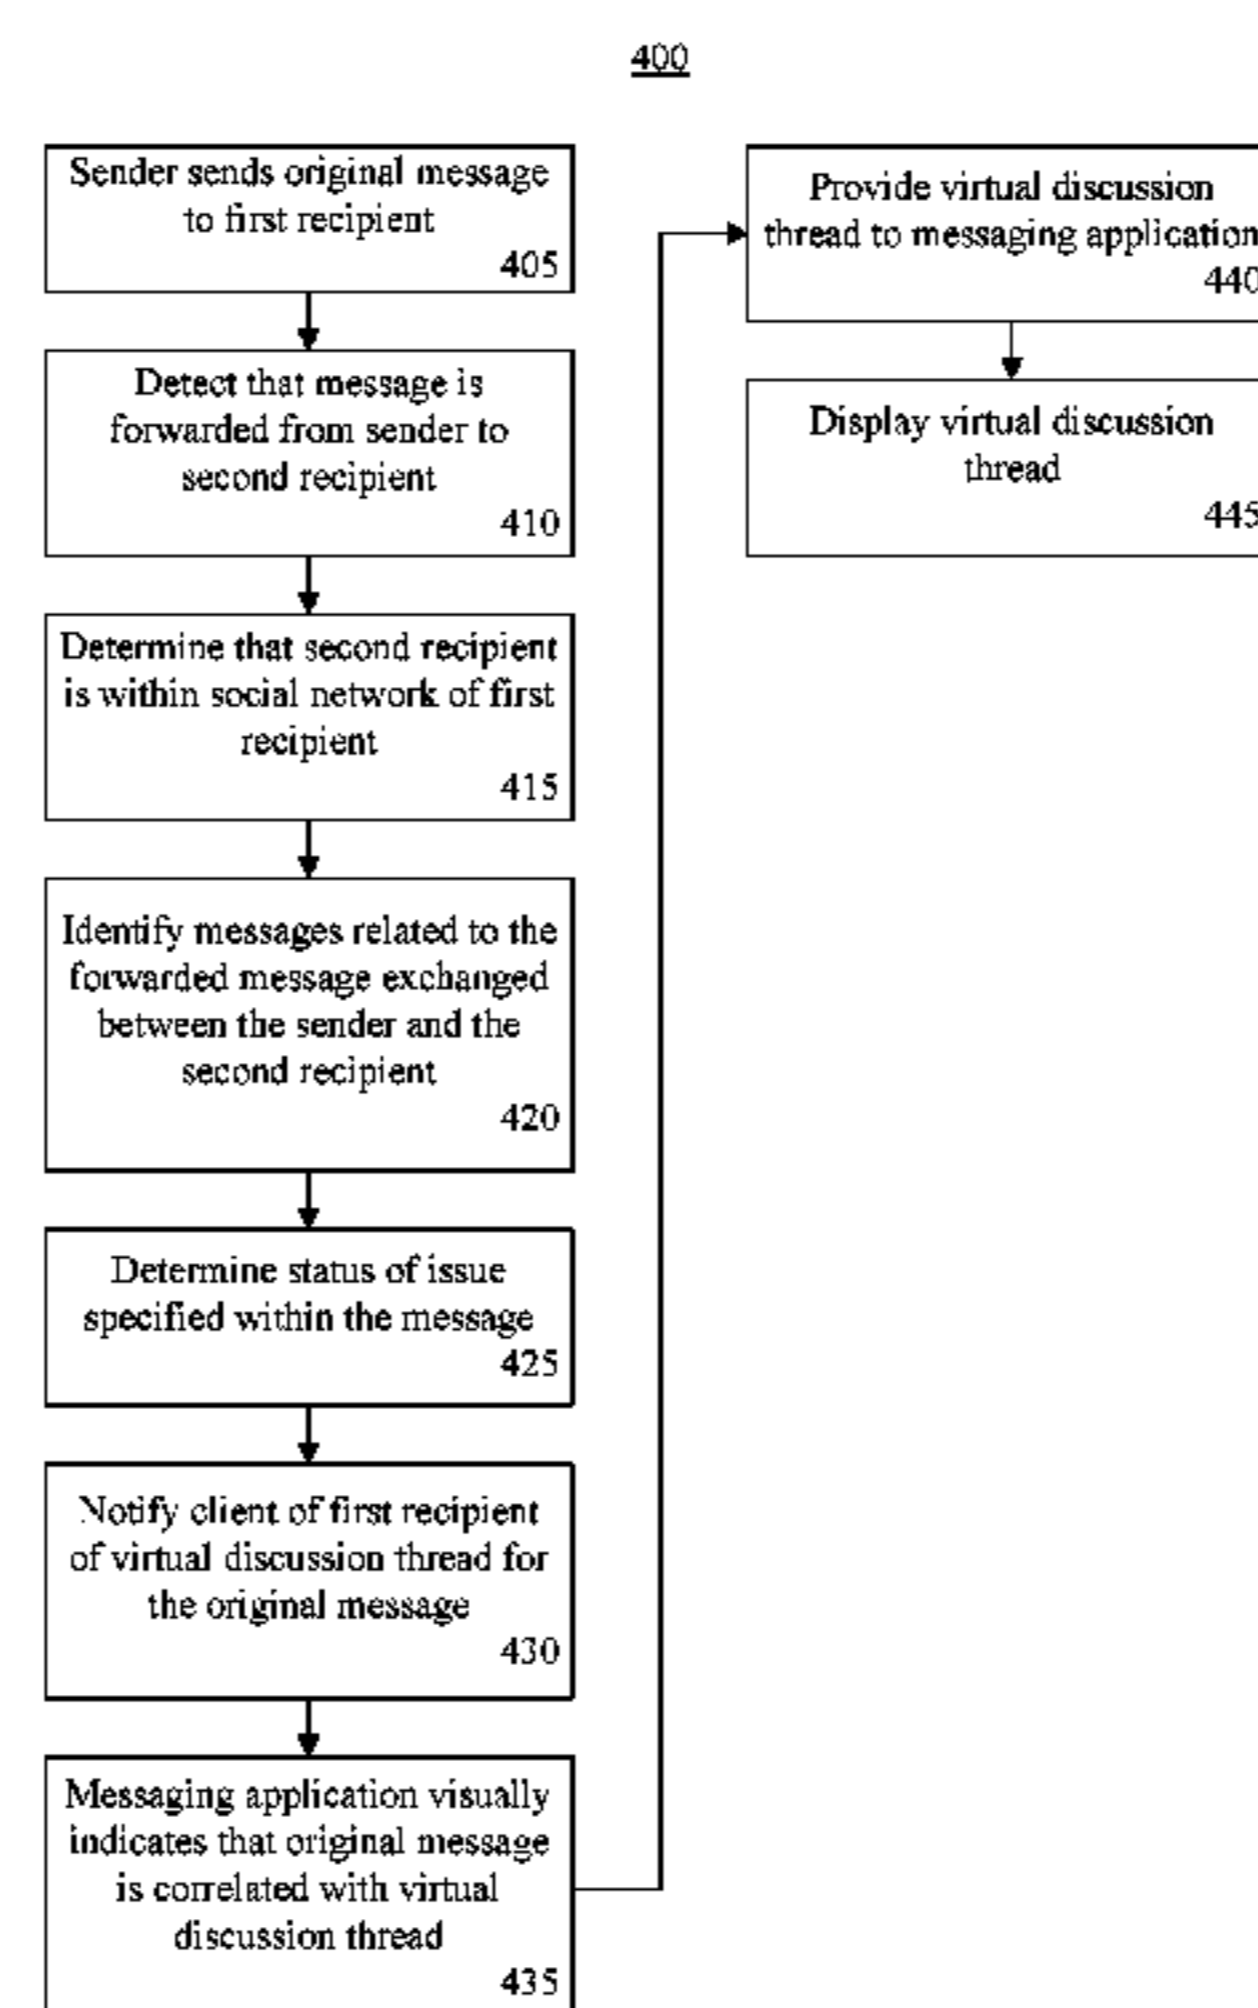 400
Sender sends original message
to first recipient
405
Detect that message is
forwarded from sender to
second recipient
410
Determine that second recipient
is within social network of first
recipient
415
Identify messages related to the
forwarded message exchanged
between the sender and the
second recipient
420
Determine status of issue
specified within the message
425
Notify client of first recipient
of virtual discussion thread for
the original message
430
Messaging application visually
indicates that original message
is correlated with virtual
discussion thread
435
Provide virtual discussion
thread to messaging application
440
Display virtual discussion
thread
445